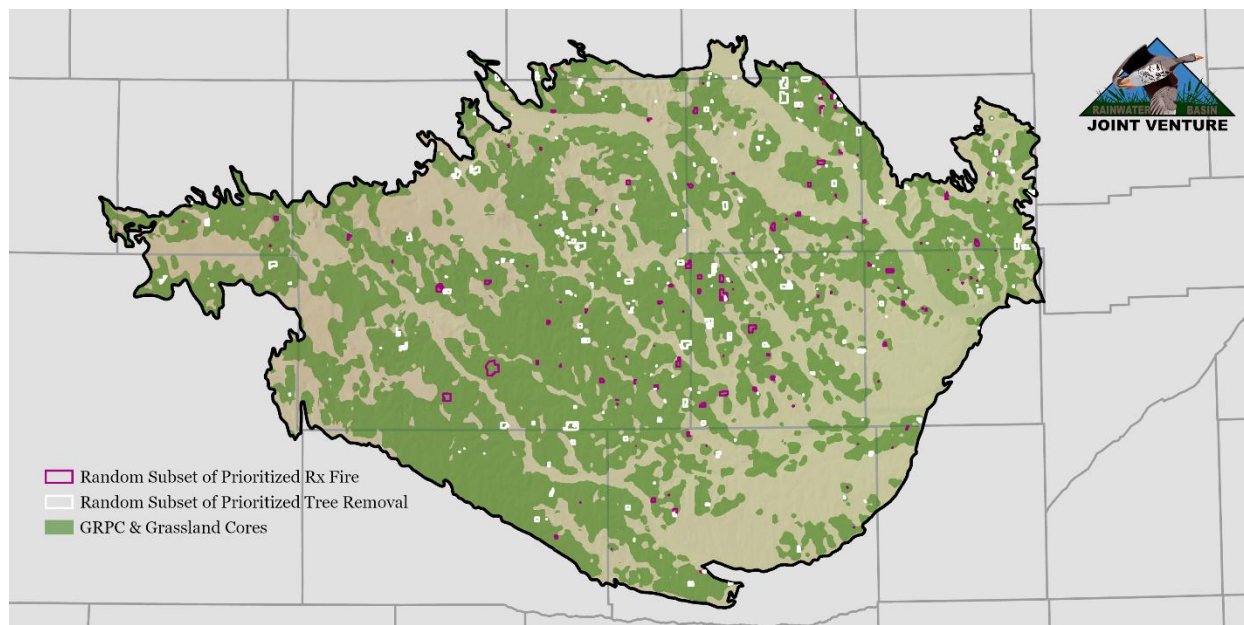 RAINWATER BASIN
JOINT VENTURE
Random Subset of Prioritized Rx Fire
Random Subset of Prioritized Tree Removal
GRPC & Grassland Cores